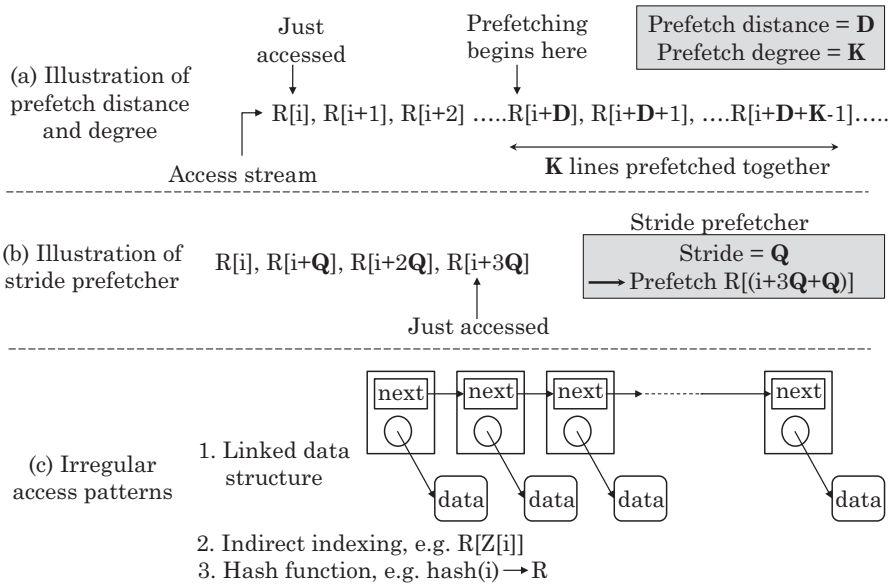 Just
accessed
Prefetching
begins here
Prefetch distance = D
Prefetch degree = K
(a) Illustration of
prefetch distance
and degree
R[i], R[i+1], R[i+2] .....R[i+D], R[i+D+1], ....R[i+D+K-1].....
Access stream
K lines prefetched together
(b) Illustration of
stride prefetcher
R[i], R[i+Q], R[i+2Q], R[i+3Q]
Just accessed
Stride prefetcher
Stride = Q
Prefetch R[(i+3Q+Q)]
(c) Irregular
access patterns
1. Linked data
structure
next
next
next
next
data
data
data
data
2. Indirect indexing, e.g. R[Z[i]]
3. Hash function, e.g. hash(i) → R